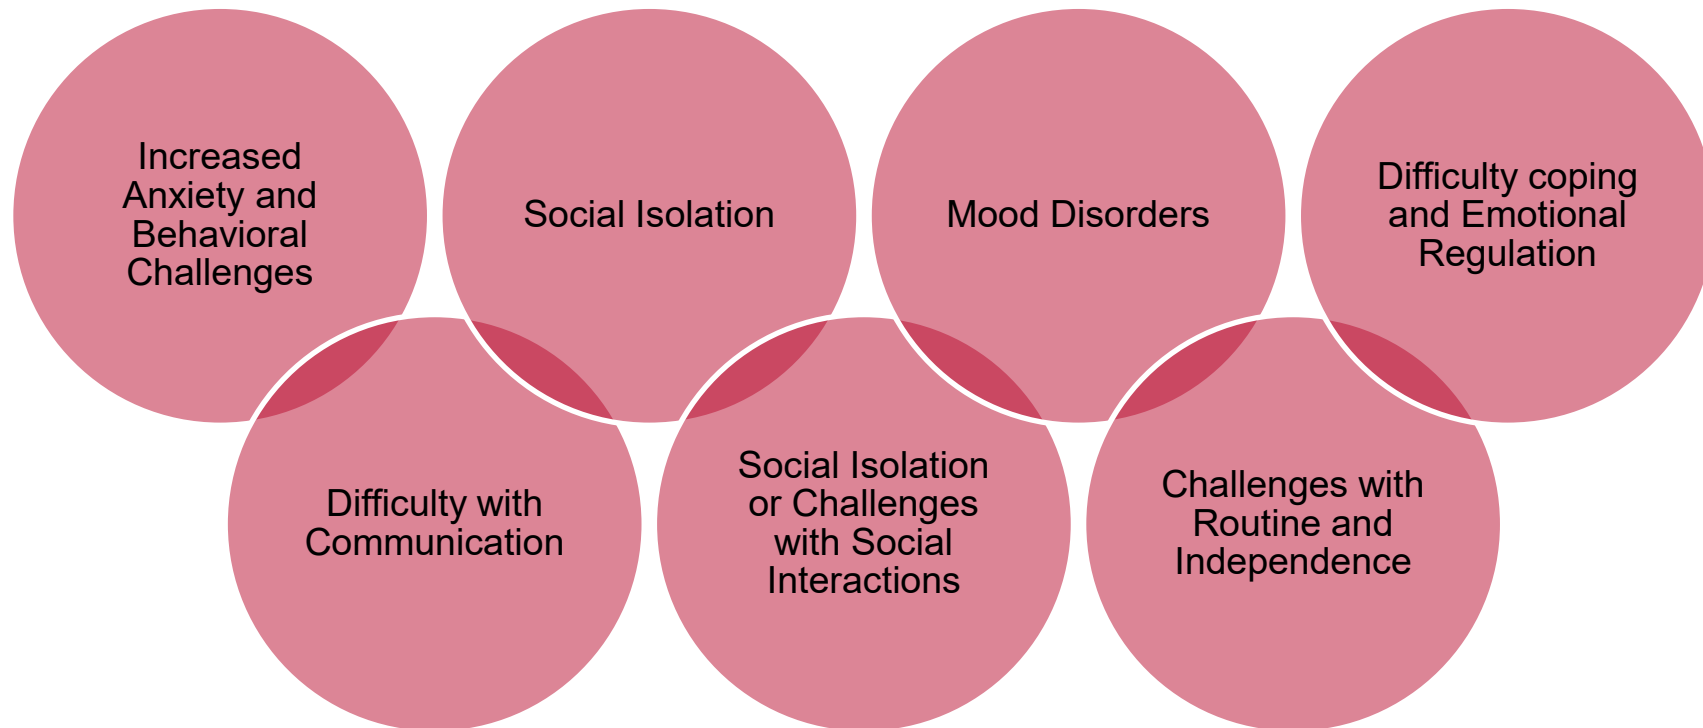 Increased
Anxiety and
Behavioral
Challenges
Social Isolation
Mood Disorders
Difficulty coping
and Emotional
Regulation
Difficulty with
Communication
Social Isolation
or Challenges
with Social
Interactions
Challenges with
Routine and
Independence